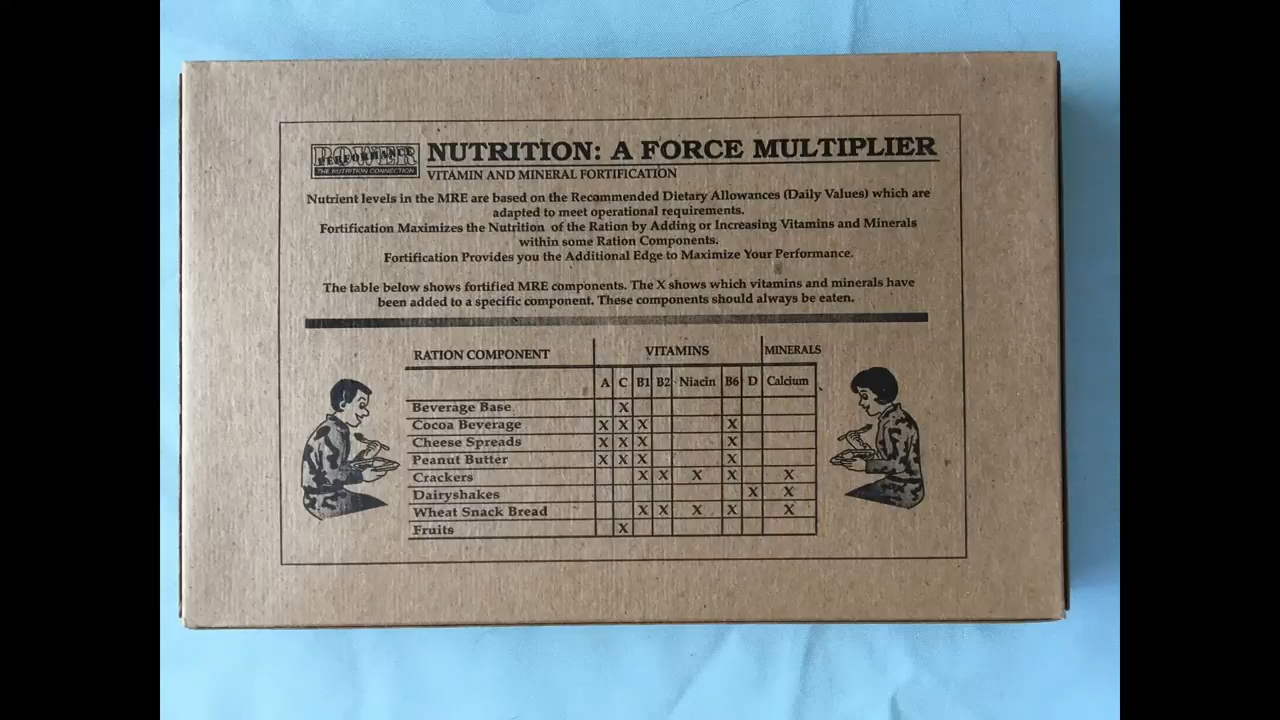 POWER
PERFORMANCE
THE NUTRITION CONNECTION
NUTRITION: A FORCE MULTIPLIER
VITAMIN AND MINERAL FORTIFICATION
Nutrient levels in the MRE are based on the Recommended Dietary Allowances (Daily Values) which are
adapted to meet operational requirements.
Fortification Maximizes the Nutrition of the Ration by Adding or Increasing Vitamins and Minerals
within some Ration Components.
Fortification Provides you the Additional Edge to Maximize Your Performance.
The table below shows fortified MRE components. The X shows which vitamins and minerals have
been added to a specific component. These components should always be eaten.
RATION COMPONENT VITAMINS MINERALS
A C B1 B2 Niacin B6 D Calcium
Beverage Base X
Cocoa Beverage X X X X
Cheese Spreads X X X X
Peanut Butter X X X X
Crackers X X X X X
Dairyshakes X X
Wheat Snack Bread X X X X X
Fruits X